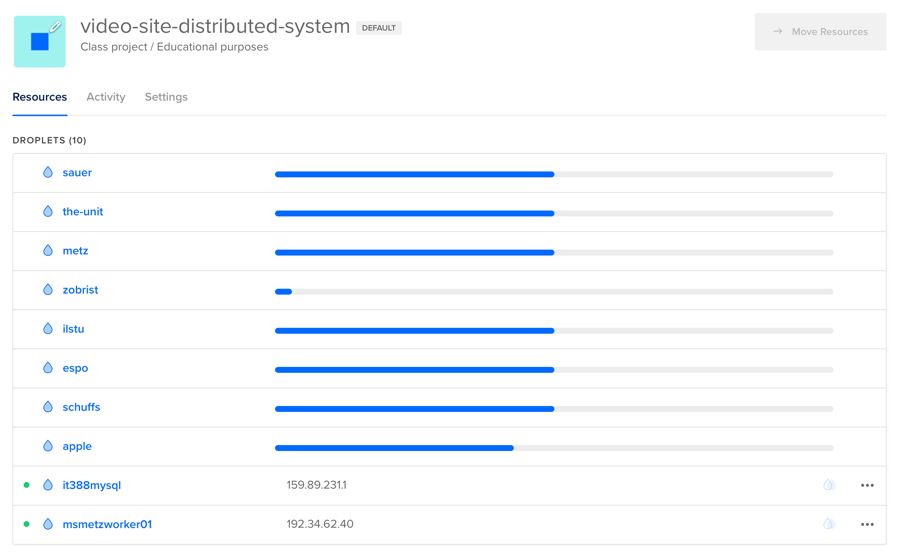 video-site-distributed-system DEFAULT
Class project / Educational purposes
→ Move Resources
Resources Activity Settings
DROPLETS (10)
sauer
the-unit
metz
zobrist
ilstu
espo
schuffs
apple
it388mysql 159.89.231.1
msmetzworker01 192.34.62.40